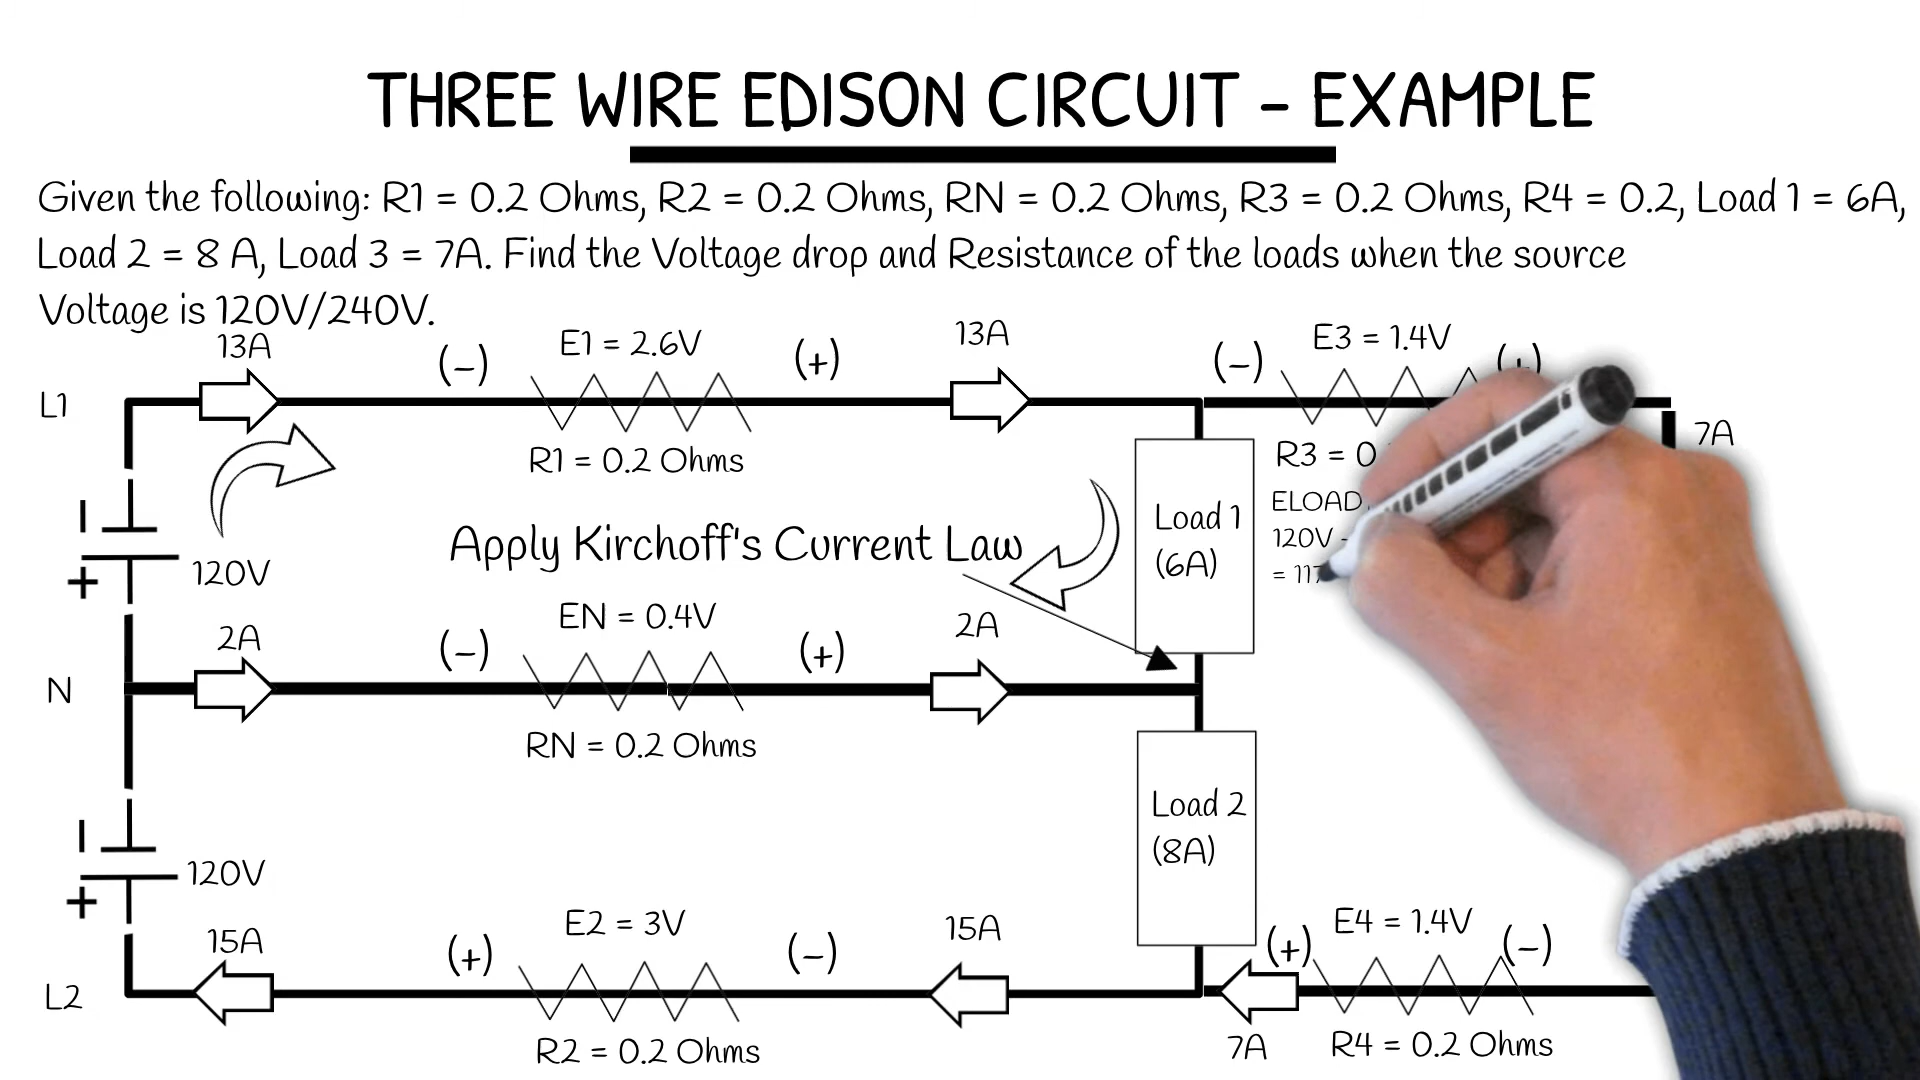 THREE WIRE EDISON CIRCUIT - EXAMPLE
Given the following: R1 = 0.2 Ohms, R2 = 0.2 Ohms, RN = 0.2 Ohms, R3 = 0.2 Ohms, R4 = 0.2, Load 1 = 6A,
Load 2 = 8 A, Load 3 = 7A. Find the Voltage drop and Resistance of the loads when the source
Voltage is 120V/240V.
13A
(-)
E1 = 2.6V
(+)
13A
(-)
E3 = 1.4V
(+)
L1
7A
R1 = 0.2 Ohms
R3 = 0
ELOAD
120V -
= 117
Load 1
(6A)
Apply Kirchoff's Current Law
120V
+
2A
(-)
EN = 0.4V
(+)
2A
N
RN = 0.2 Ohms
Load 2
(8A)
120V
+
15A
(+)
E2 = 3V
(-)
15A
(+)
E4 = 1.4V
(-)
L2
R2 = 0.2 Ohms
7A
R4 = 0.2 Ohms